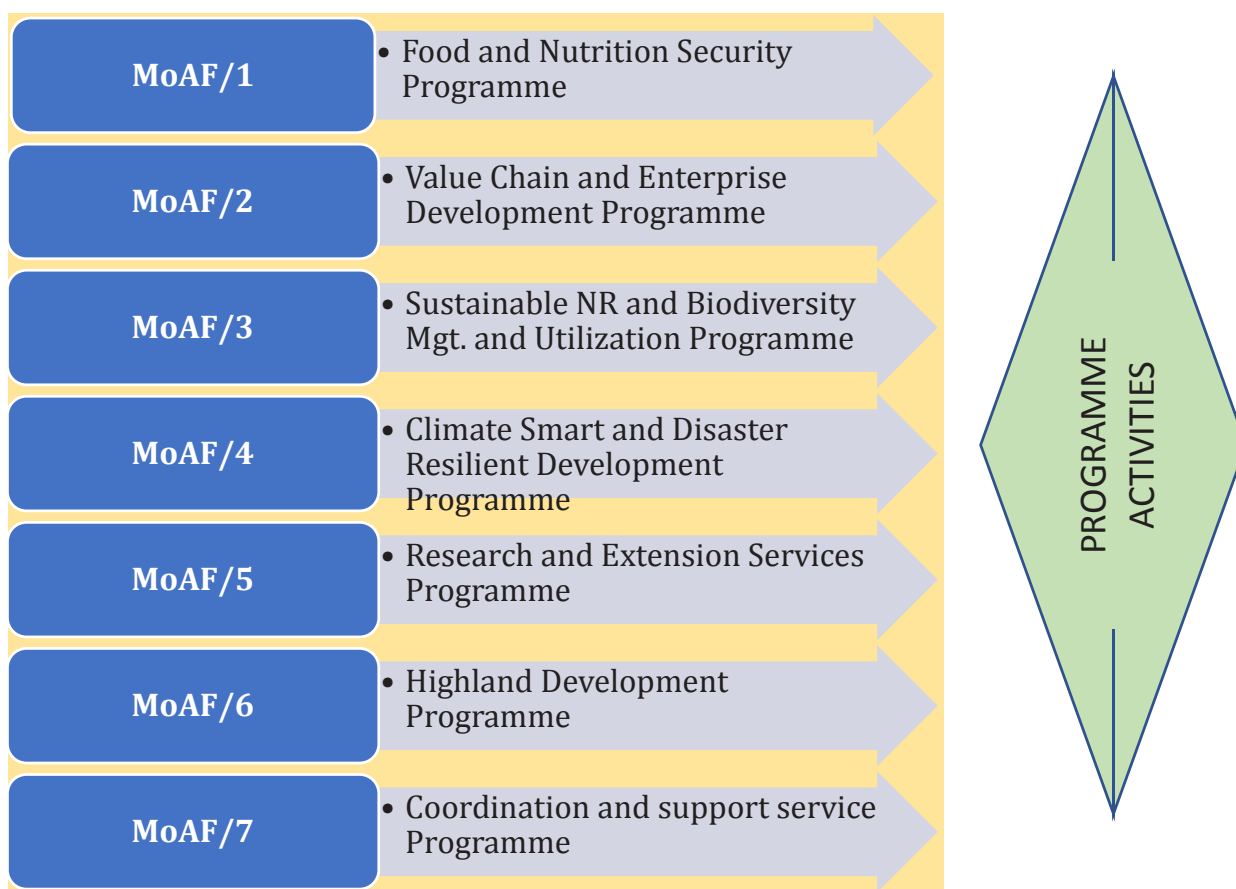 MoAF/1
• Food and Nutrition Security
Programme
MoAF/2
• Value Chain and Enterprise
Development Programme
MoAF/3
• Sustainable NR and Biodiversity
Mgt. and Utilization Programme
MoAF/4
• Climate Smart and Disaster
Resilient Development
Programme
MoAF/5
• Research and Extension Services
Programme
MoAF/6
• Highland Development
Programme
MoAF/7
• Coordination and support service
Programme
PROGRAMME
ACTIVITIES